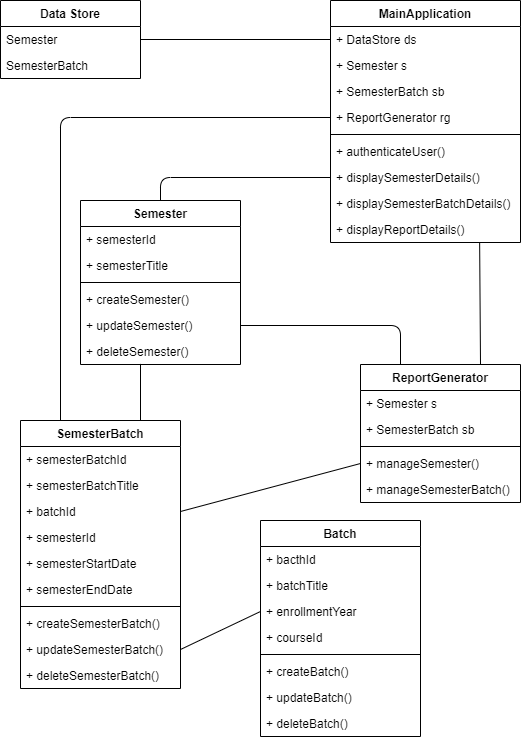 Data Store
Semester
SemesterBatch
MainApplication
+ DataStore ds
+ Semester s
+ SemesterBatch sb
+ ReportGenerator rg
+ authenticateUser()
+ displaySemesterDetails()
+ displaySemesterBatchDetails()
+ displayReportDetails()
Semester
+ semesterId
+ semesterTitle
+ createSemester()
+ updateSemester()
+ deleteSemester()
ReportGenerator
+ Semester s
+ SemesterBatch sb
+ manageSemester()
+ manageSemesterBatch()
SemesterBatch
+ semesterBatchId
+ semesterBatchTitle
+ batchId
+ semesterId
+ semesterStartDate
+ semesterEndDate
+ createSemesterBatch()
+ updateSemesterBatch()
+ deleteSemesterBatch()
Batch
+ bacthId
+ batchTitle
+ enrollmentYear
+ courseId
+ createBatch()
+ updateBatch()
+ deleteBatch()